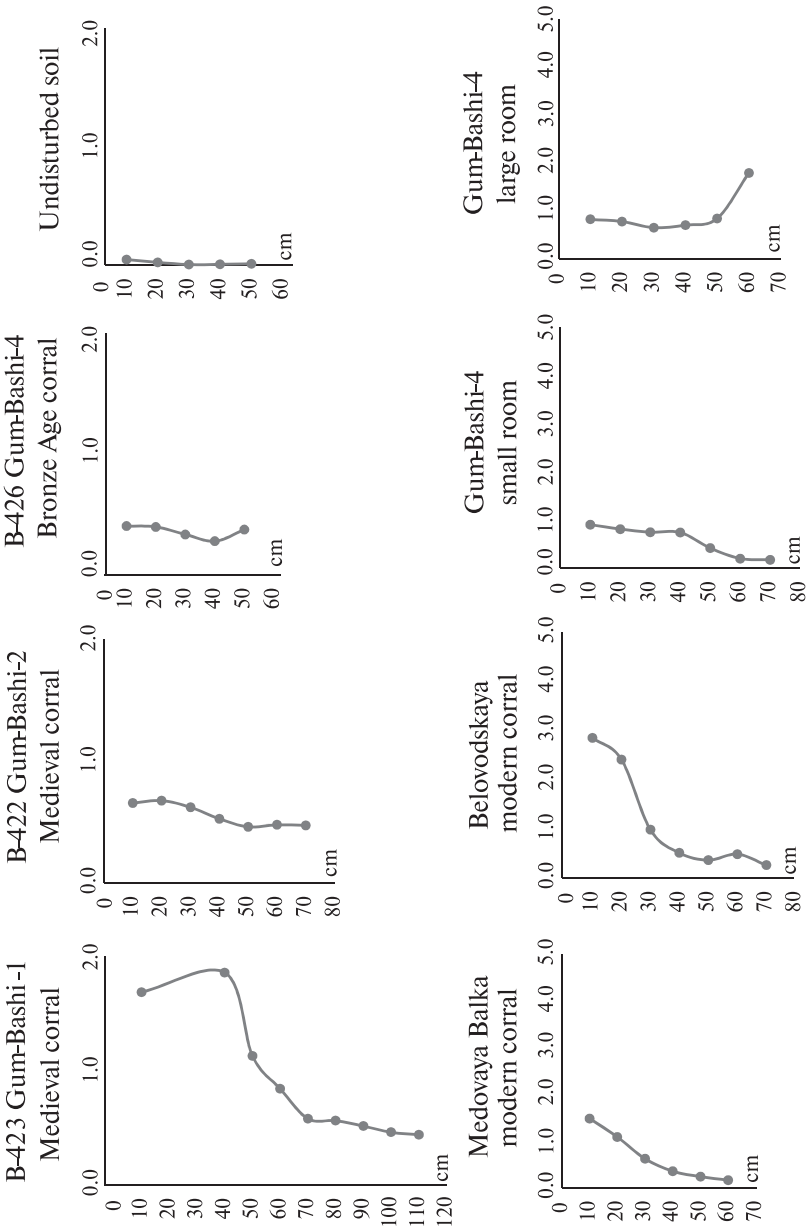 B-423 Gum-Bashi -1
Medieval corral
0.0 1.0 2.0
0
10
20
30
40
50
60
70
80
90
100
110
120 cm
B-422 Gum-Bashi-2
Medieval corral
0.0 1.0 2.0
0
10
20
30
40
50
60
70
80 cm
B-426 Gum-Bashi-4
Bronze Age corral
0.0 1.0 2.0
0
10
20
30
40
50
60 cm
Undisturbed soil
0.0 1.0 2.0
0
10
20
30
40
50
60 cm
Medovaya Balka
modern corral
0.0 1.0 2.0 3.0 4.0 5.0
0
10
20
30
40
50
60
70 cm
Belovodskaya
modern corral
0.0 1.0 2.0 3.0 4.0 5.0
0
10
20
30
40
50
60
70
80 cm
Gum-Bashi-4
small room
0.0 1.0 2.0 3.0 4.0 5.0
0
10
20
30
40
50
60
70
80 cm
Gum-Bashi-4
large room
0.0 1.0 2.0 3.0 4.0 5.0
0
10
20
30
40
50
60
70 cm